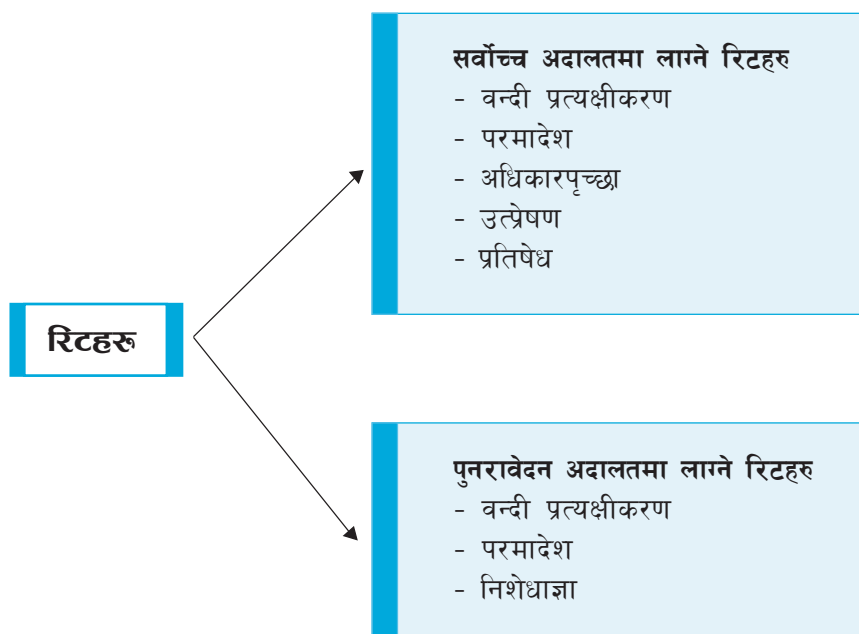 सर्वोच्च अदालतमा लाग्ने रिटहरु
- वन्दी प्रत्यक्षीकरण
- परमादेश
- अधिकारपृच्छा
- उत्प्रेषण
- प्रतिषेध
रिटहरू
पुनरावेदन अदालतमा लाग्ने रिटहरु
- वन्दी प्रत्यक्षीकरण
- परमादेश
- निशेधाज्ञा